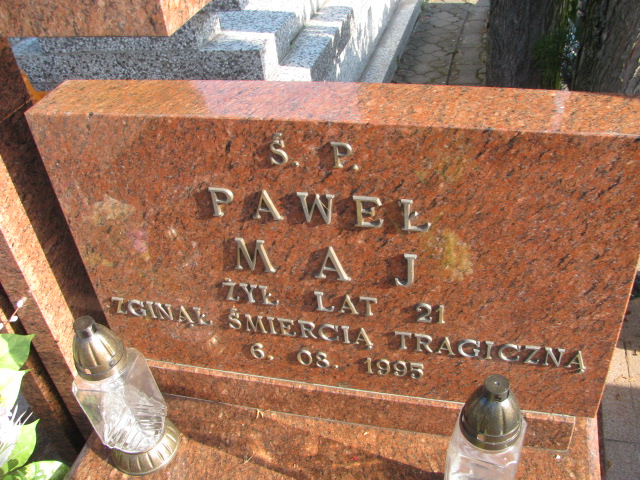 Ś. P.
PAWEŁ
MAJ
ŻYŁ LAT 21
ZGINĄŁ ŚMIERCIĄ TRAGICZNĄ
6. 08. 1995